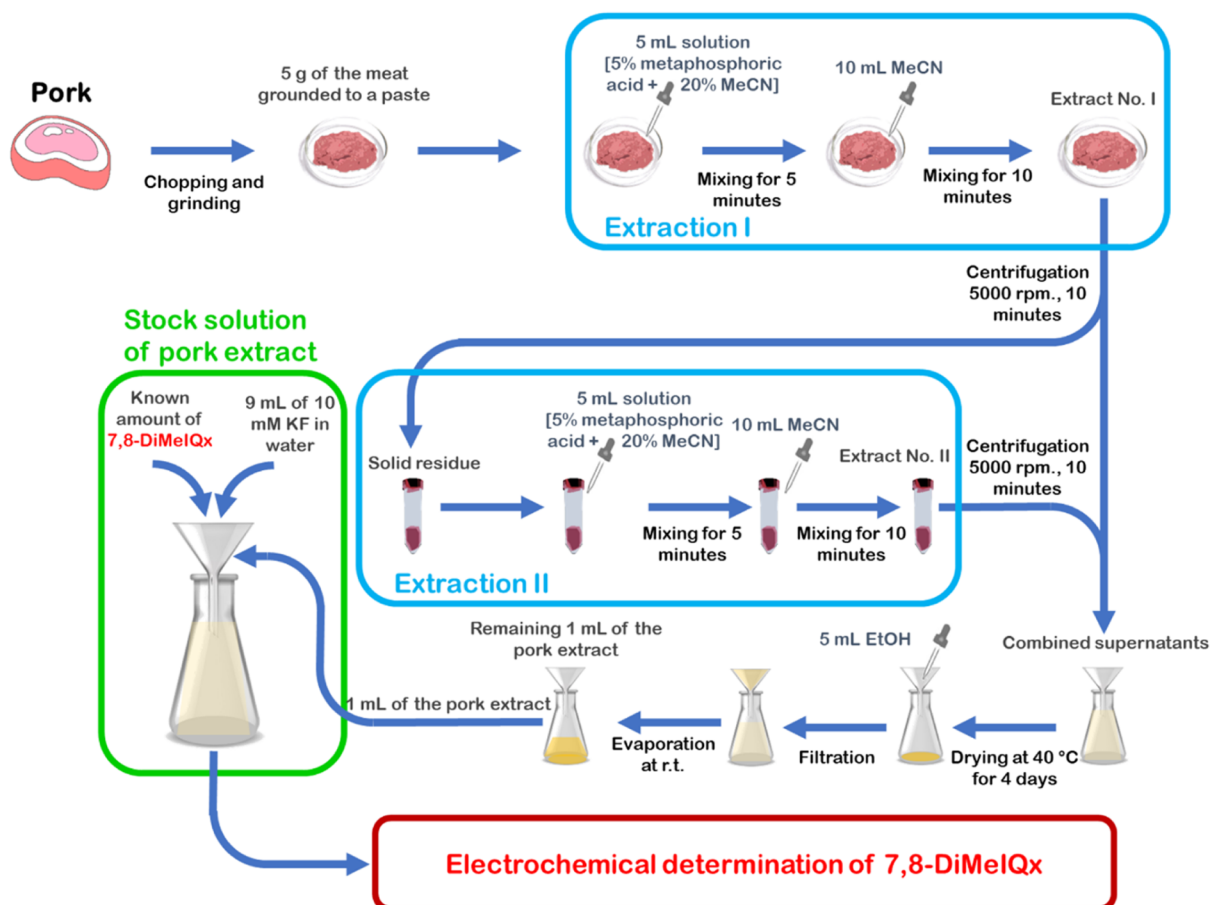 Pork
Chopping and
grinding
5 g of the meat
grounded to a paste
5 mL solution
[5% metaphosphoric
acid + 20% MeCN]
Mixing for 5
minutes
10 mL MeCN
Mixing for 10
minutes
Extract No. I
Extraction I
Centrifugation
5000 rpm., 10
minutes
Stock solution
of pork extract
Known
amount of
7,8-DiMeIQx
9 mL of 10
mM KF in
water
Solid residue
5 mL solution
[5% metaphosphoric
acid + 20% MeCN]
Mixing for 5
minutes
10 mL MeCN
Mixing for 10
minutes
Extract No. II
Extraction II
Centrifugation
5000 rpm., 10
minutes
Combined supernatants
Drying at 40 °C
for 4 days
5 mL EtOH
Filtration
Evaporation
at r.t.
Remaining 1 mL of the
pork extract
1 mL of the pork extract
Electrochemical determination of 7,8-DiMeIQx